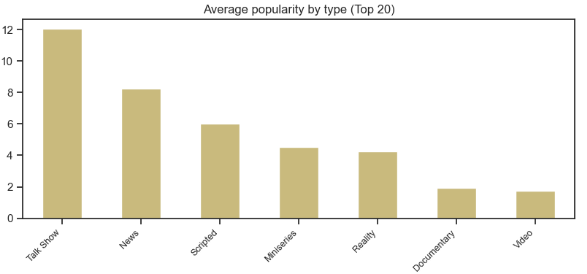 Average popularity by type (Top 20)
12
10
8
6
4
2
0
Talk Show
News
Scripted
Miniseries
Reality
Documentary
Video